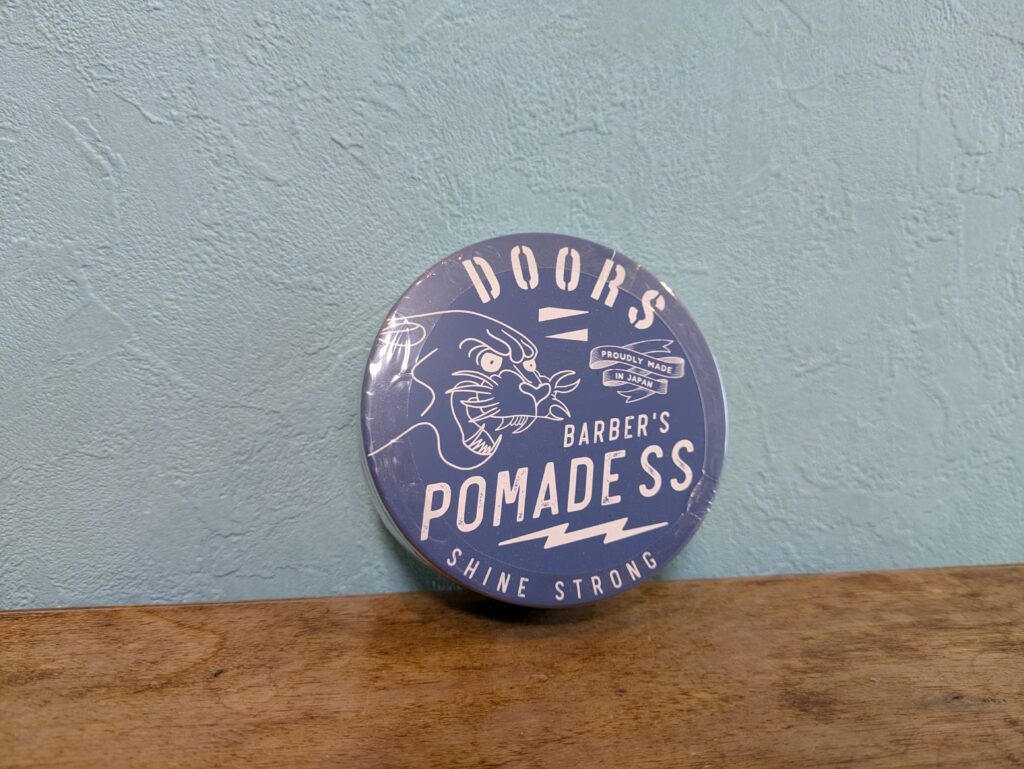 DOORS
PROUDLY MADE
IN JAPAN
BARBER'S
POMADE SS
SHINE STRONG